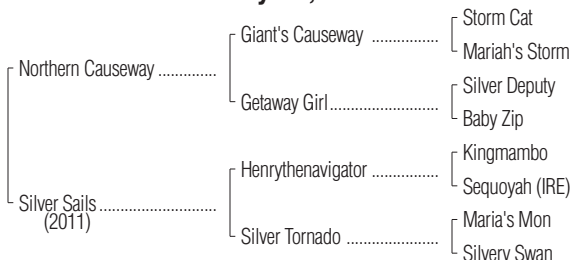 Storm Cat
Giant's Causeway ................
Mariah's Storm
Northern Causeway ..............
Silver Deputy
Getaway Girl ..........................
Baby Zip
Kingmambo
Henrythenavigator ................
Sequoyah (IRE)
Silver Sails ............................
(2011)
Maria's Mon
Silver Tornado ......................
Silvery Swan